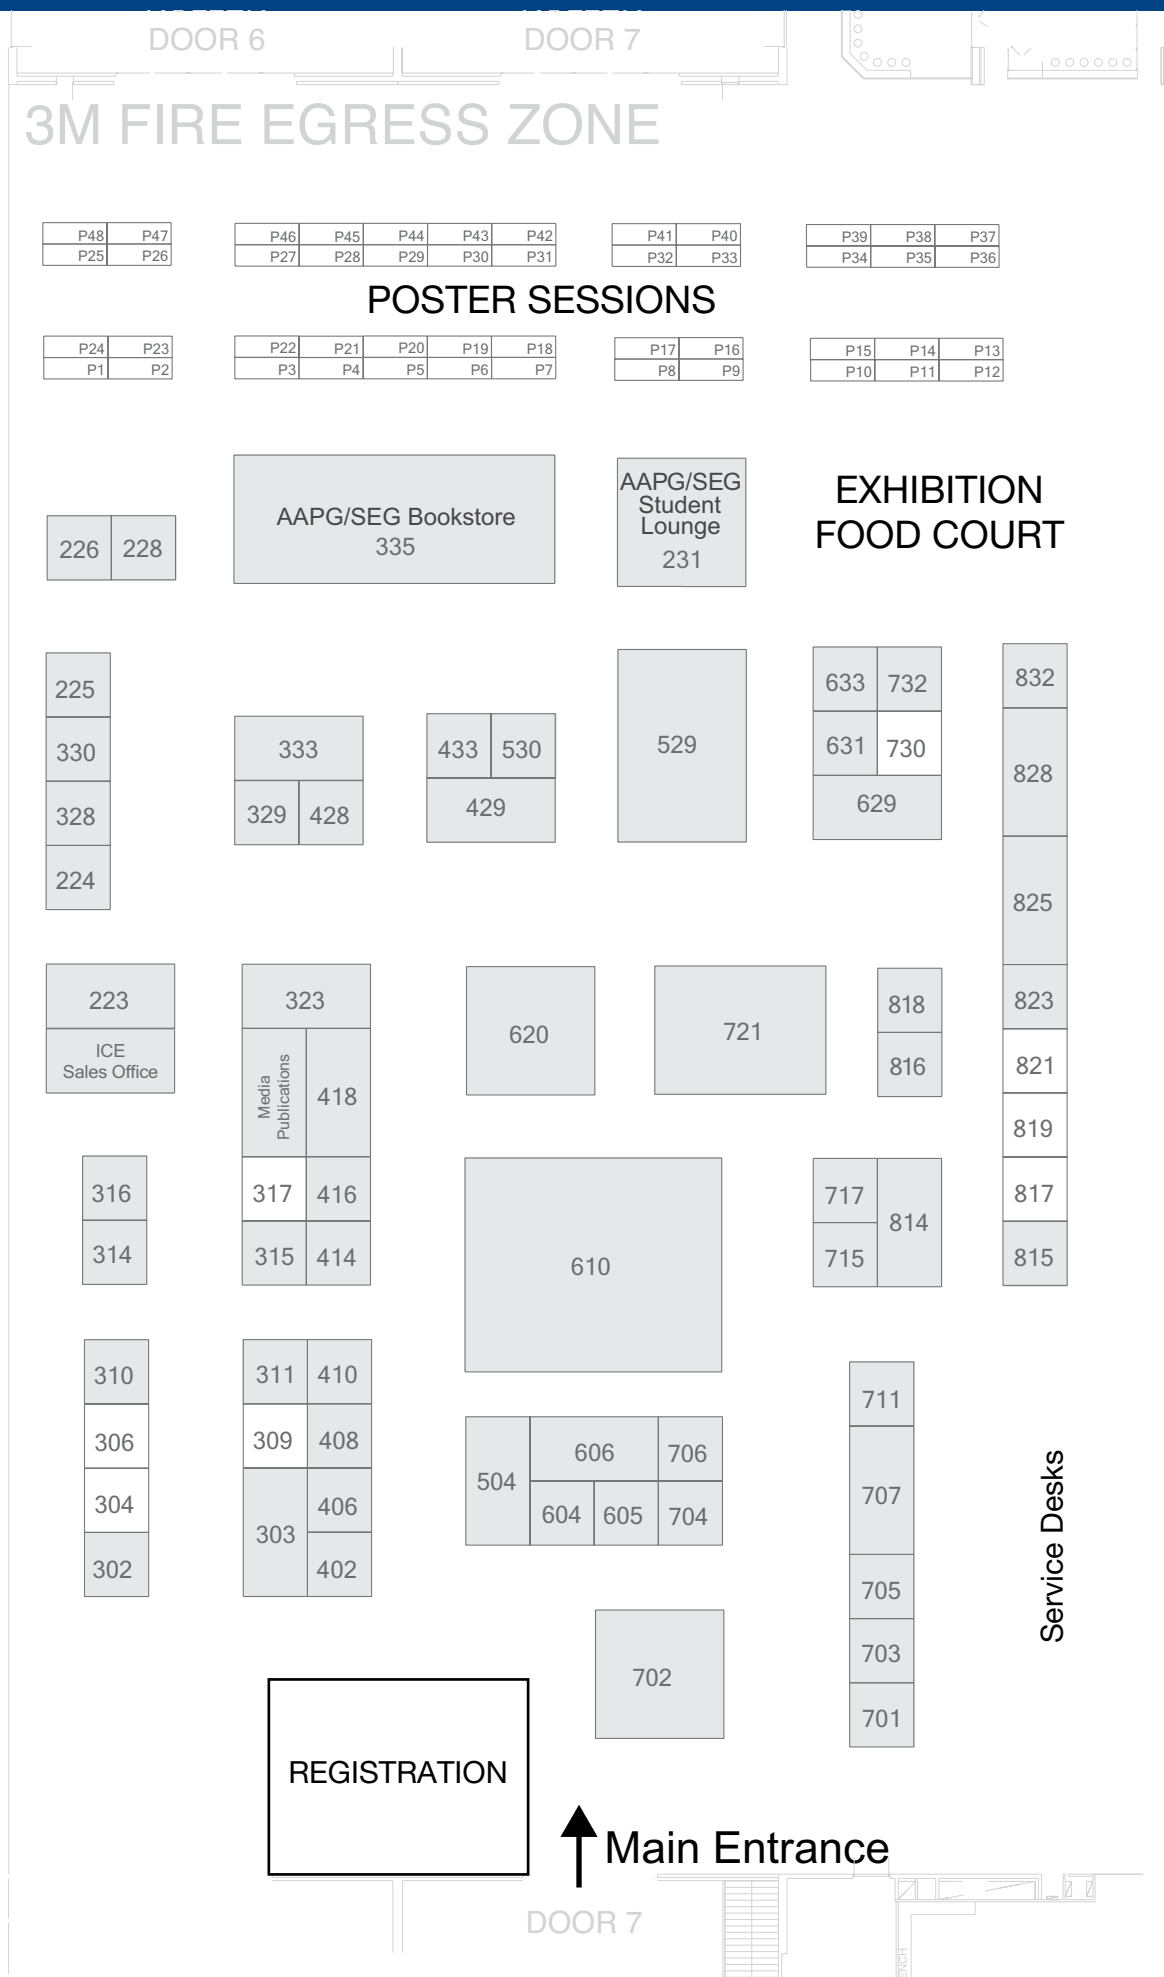 DOOR 6
DOOR 7
3M FIRE EGRESS ZONE
P48 P47 P46 P45 P44 P43 P42 P41 P40 P39 P38 P37
P25 P26 P27 P28 P29 P30 P31 P32 P33 P34 P35 P36
POSTER SESSIONS
P24 P23 P22 P21 P20 P19 P18 P17 P16 P15 P14 P13
P1 P2 P3 P4 P5 P6 P7 P8 P9 P10 P11 P12
AAPG/SEG Bookstore
335
AAPG/SEG
Student
Lounge
231
EXHIBITION
FOOD COURT
226 228
225
330
328
224
333
329 428
433 530
429
529
633 732
631 730
629
832
828
825
823
821
819
817
815
223
ICE
Sales Office
323
Media
Publications
418
317 416
315 414
620
721
818
816
316
314
610
717
715
814
310
306
304
302
311 410
309 408
303
406
402
504
606
706
604 605 704
711
707
705
703
701
Service Desks
702
REGISTRATION
Main Entrance
DOOR 7